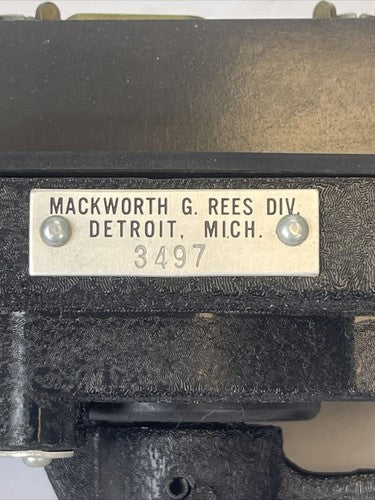 MACKWORTH G. REES DIV.
DETROIT, MICH.
3497